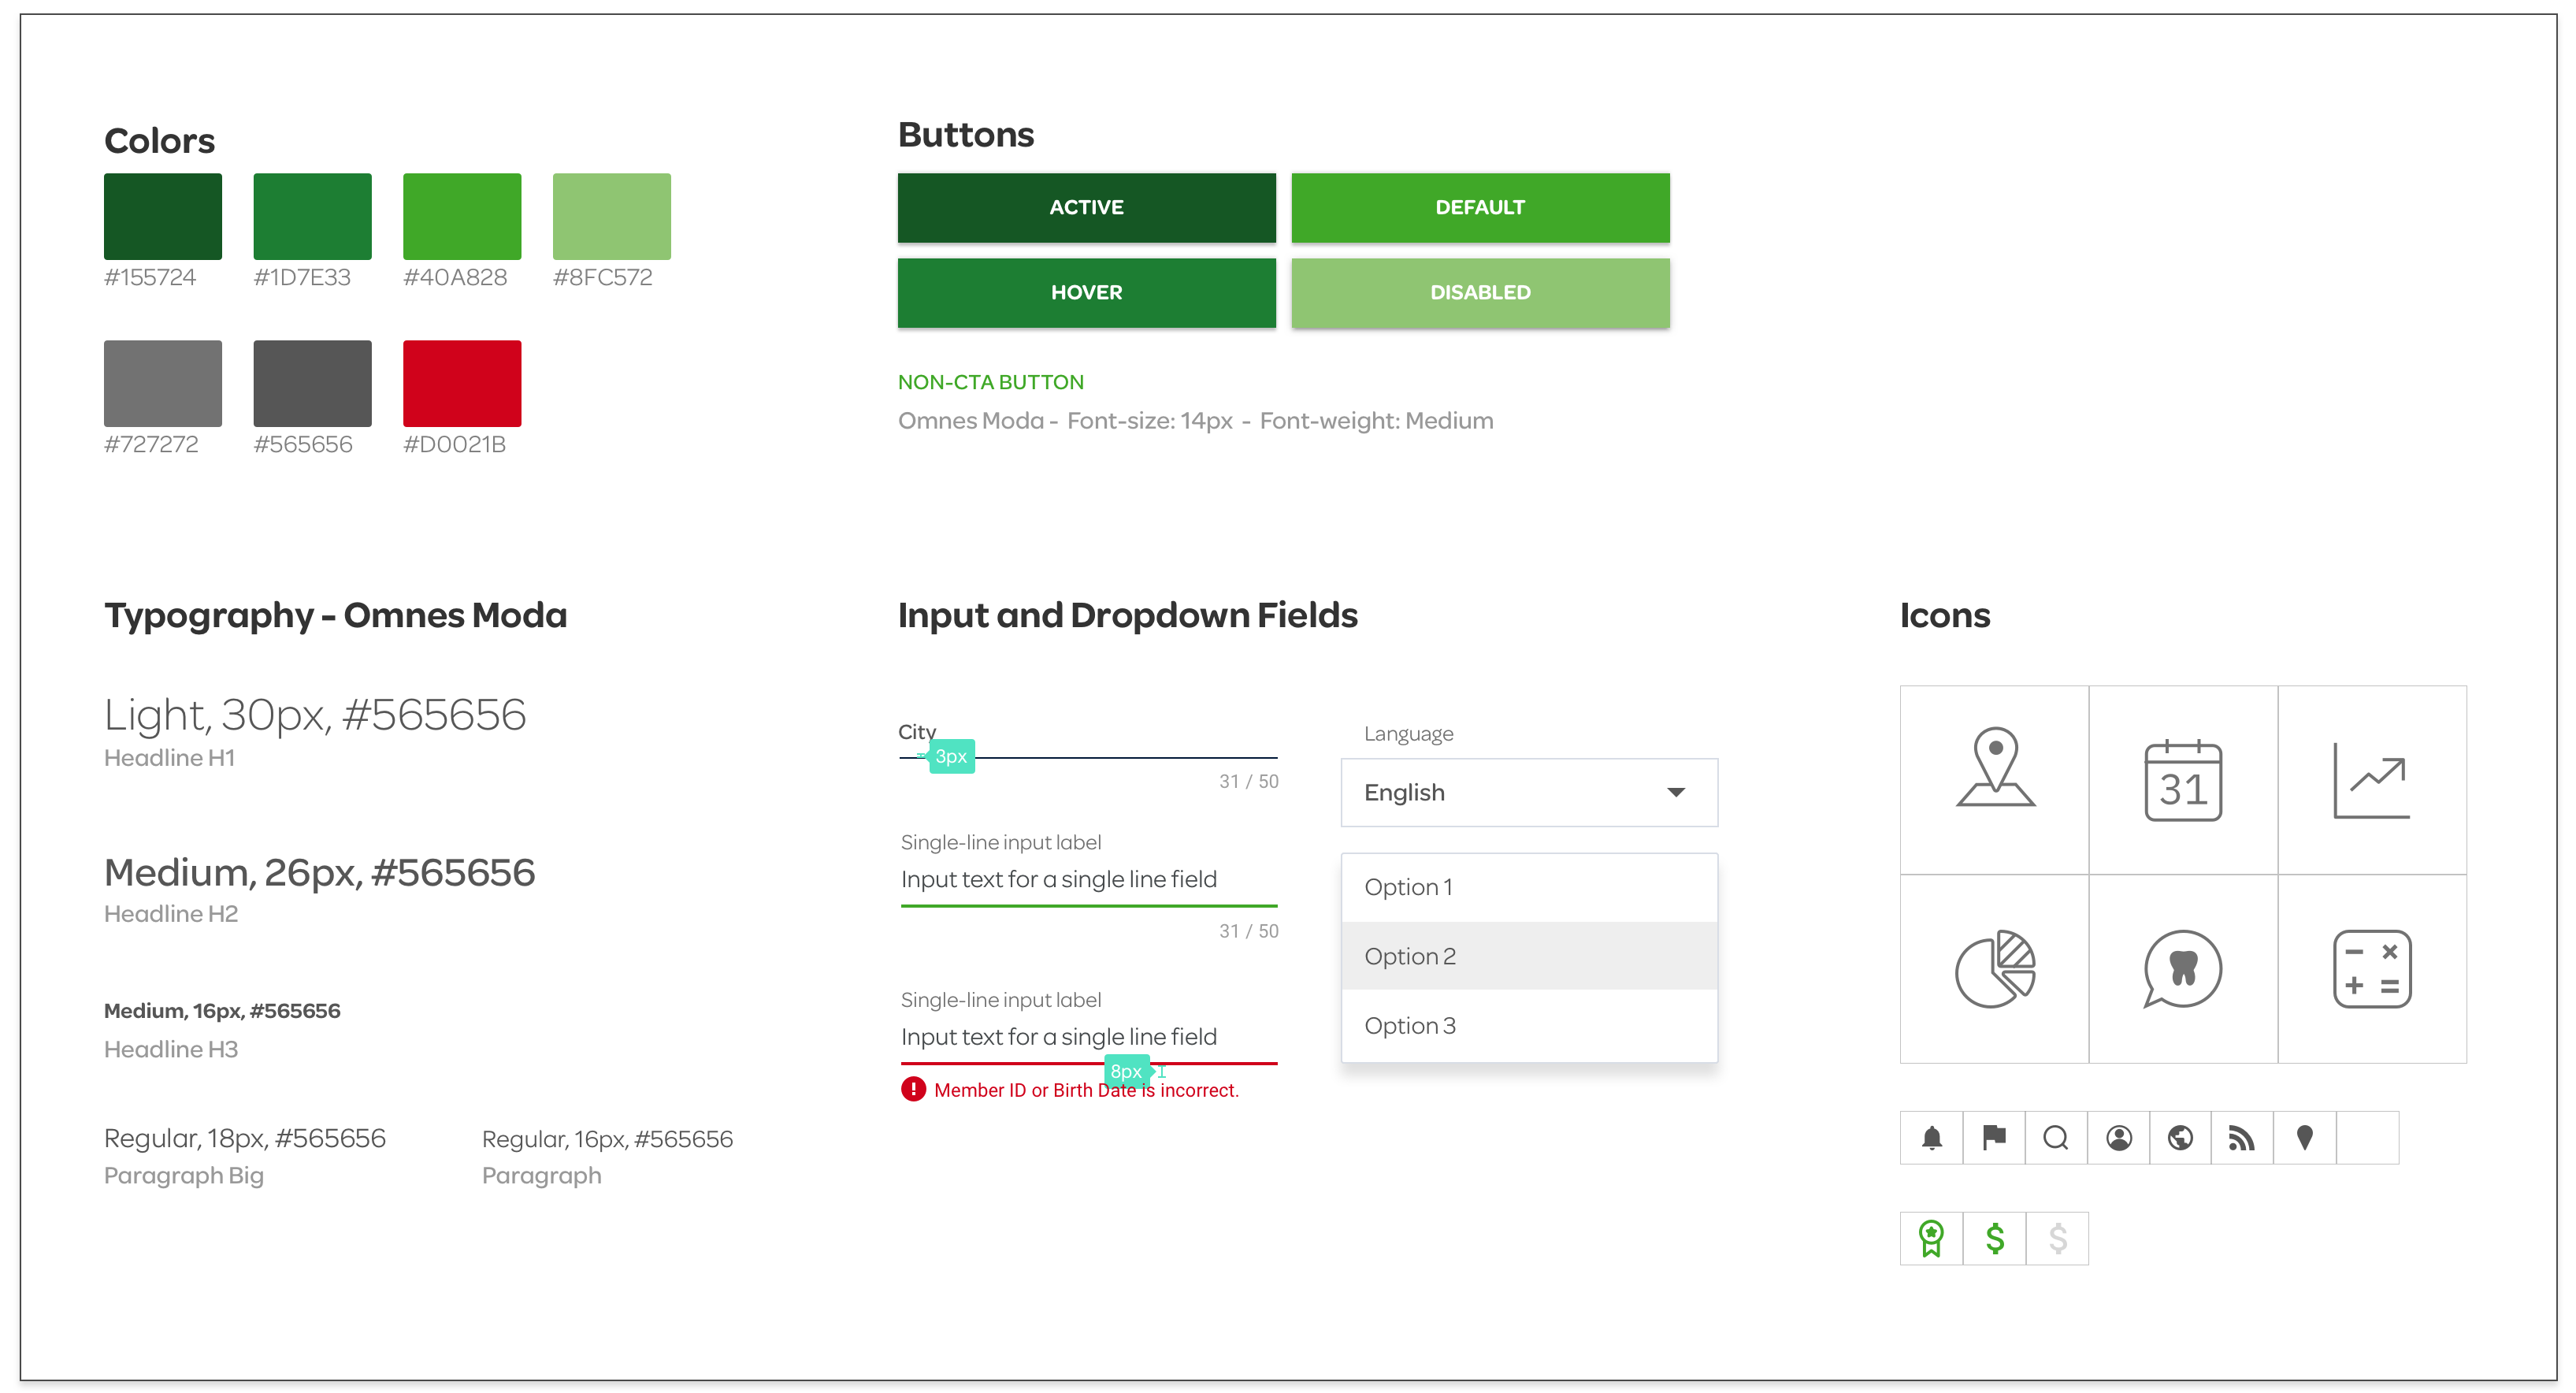 Colors
#155724
#1D7E33
#40A828
#8FC572
#727272
#565656
#D0021B
Buttons
ACTIVE
DEFAULT
HOVER
DISABLED
NON-CTA BUTTON
Omnes Moda - Font-size: 14px - Font-weight: Medium
Typography - Omnes Moda
Light, 30px, #565656
Headline H1
Medium, 26px, #565656
Headline H2
Medium, 16px, #565656
Headline H3
Regular, 18px, #565656
Paragraph Big
Regular, 16px, #565656
Paragraph
Input and Dropdown Fields
City
3px
31 / 50
Single-line input label
Input text for a single line field
31 / 50
Single-line input label
Input text for a single line field
8px
Member ID or Birth Date is incorrect.
Language
English
Option 1
Option 2
Option 3
Icons
31